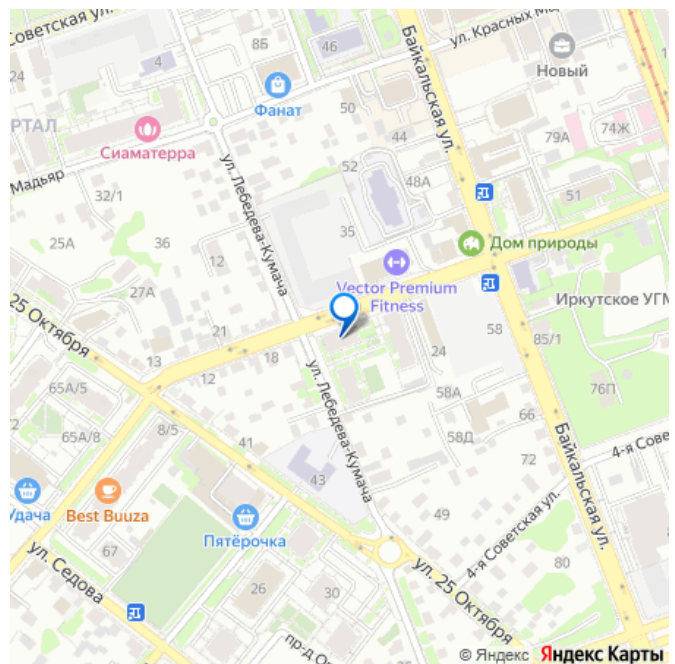 Советская ул.
24
4
8Б
46
Фанат
РТАЛ
Сиаматерра
Байкальская ул.
ул. Красных Ма
Новый
50
44
79А
74Ж
Мадьяр
32/1
52
48А
51
25А
36
12
35
ул. Лебедева-Кумача
Дом природы
27А
Vector Premium
Fitness
Иркутское УГМ
25 Октября
21
13
18
12
24
58
85/1
65А/5
58А
76П
65А/8
8/5
41
ул. Лебедева-Кумача
58Д
66
Байкальская ул.
72
4-я Сове
Удача
Best Buuza
43
Пятёрочка
49
4-я Советская ул.
67
ул. Седова
26
30
ул. 25 Октября
80
пр-д О
© Яндекс Яндекс Карты